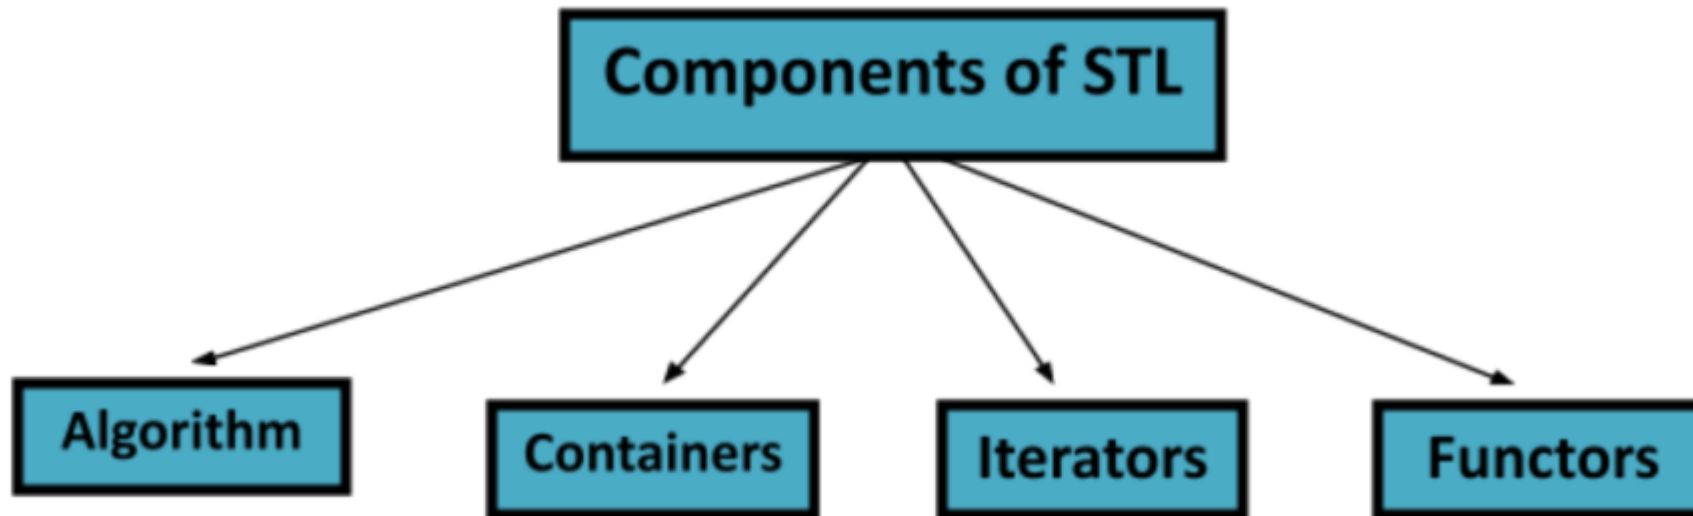 Components of STL
Algorithm
Containers
Iterators
Functors